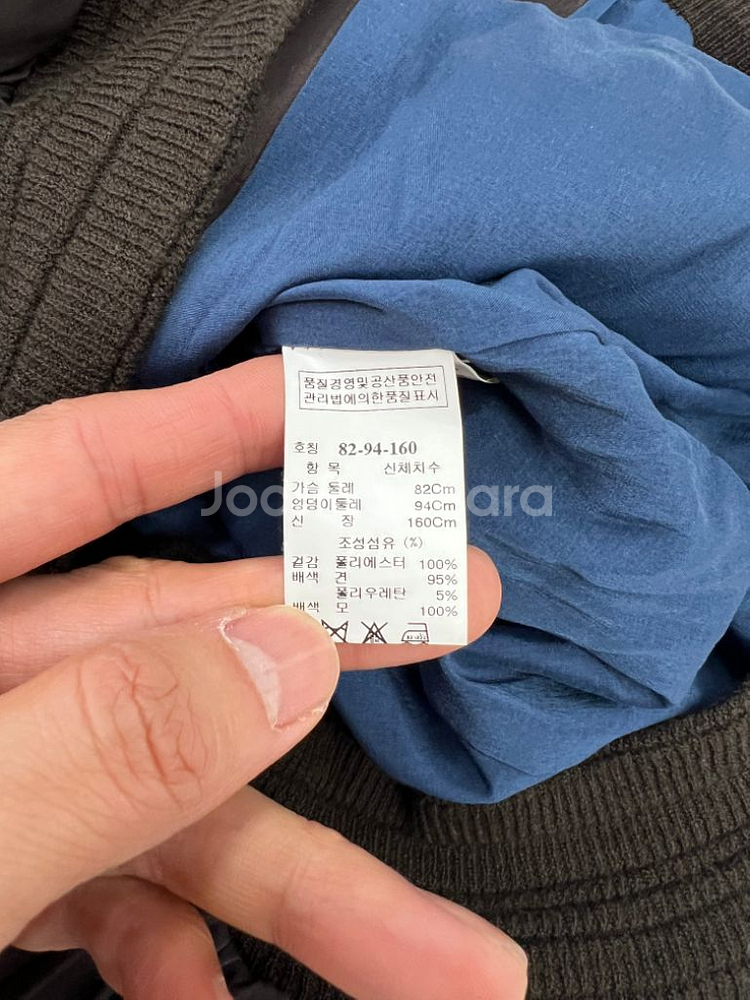 품질경영및공산품안전
관리법에의한품질표시
호칭 82-94-160
항 목 신체치수
가슴 둘레 82Cm
엉덩이둘레 94Cm
신 장 160Cm
조성섬유 (%)
겉감 폴리에스터 100%
배색 견 95%
폴리우레탄 5%
배색 모 100%